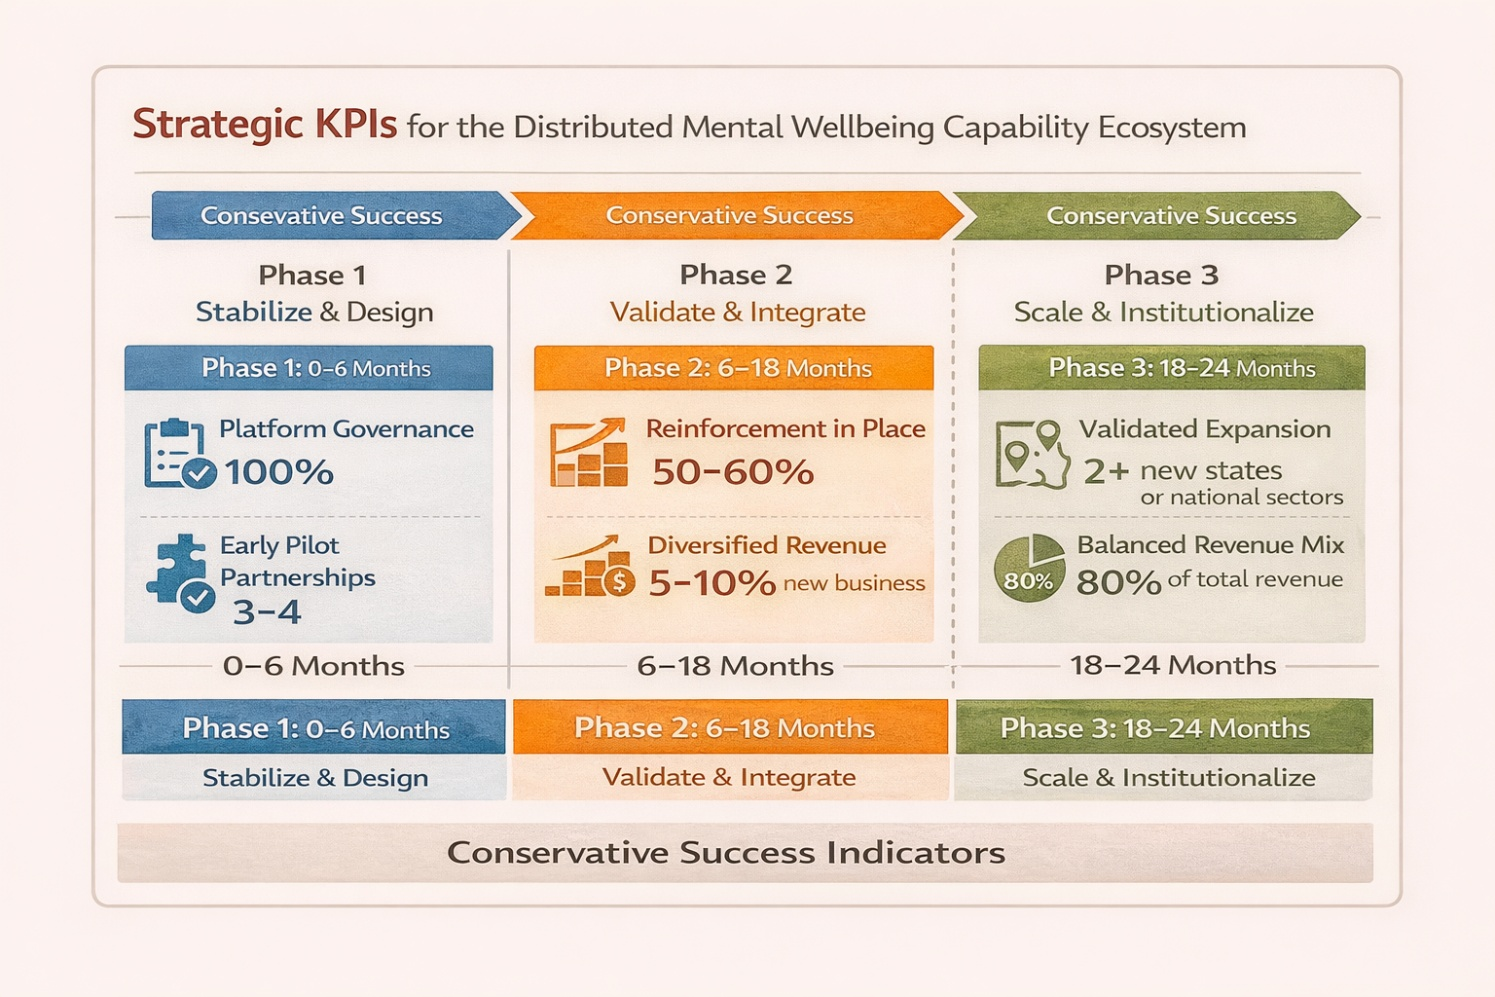 Strategic KPIs for the Distributed Mental Wellbeing Capability Ecosystem
Consevative Success
Conservative Success
Conservative Success
Phase 1
Stabilize & Design
Phase 2
Validate & Integrate
Phase 3
Scale & Institutionalize
Phase 1: 0–6 Months
Platform Governance
100%
Early Pilot
Partnerships
3–4
Phase 2: 6–18 Months
Reinforcement in Place
50–60%
Diversified Revenue
5–10% new business
Phase 3: 18–24 Months
Validated Expansion
2+ new states
or national sectors
80%
Balanced Revenue Mix
80% of total revenue
0–6 Months
6–18 Months
18–24 Months
Phase 1: 0–6 Months
Stabilize & Design
Phase 2: 6–18 Months
Validate & Integrate
Phase 3: 18–24 Months
Scale & Institutionalize
Conservative Success Indicators